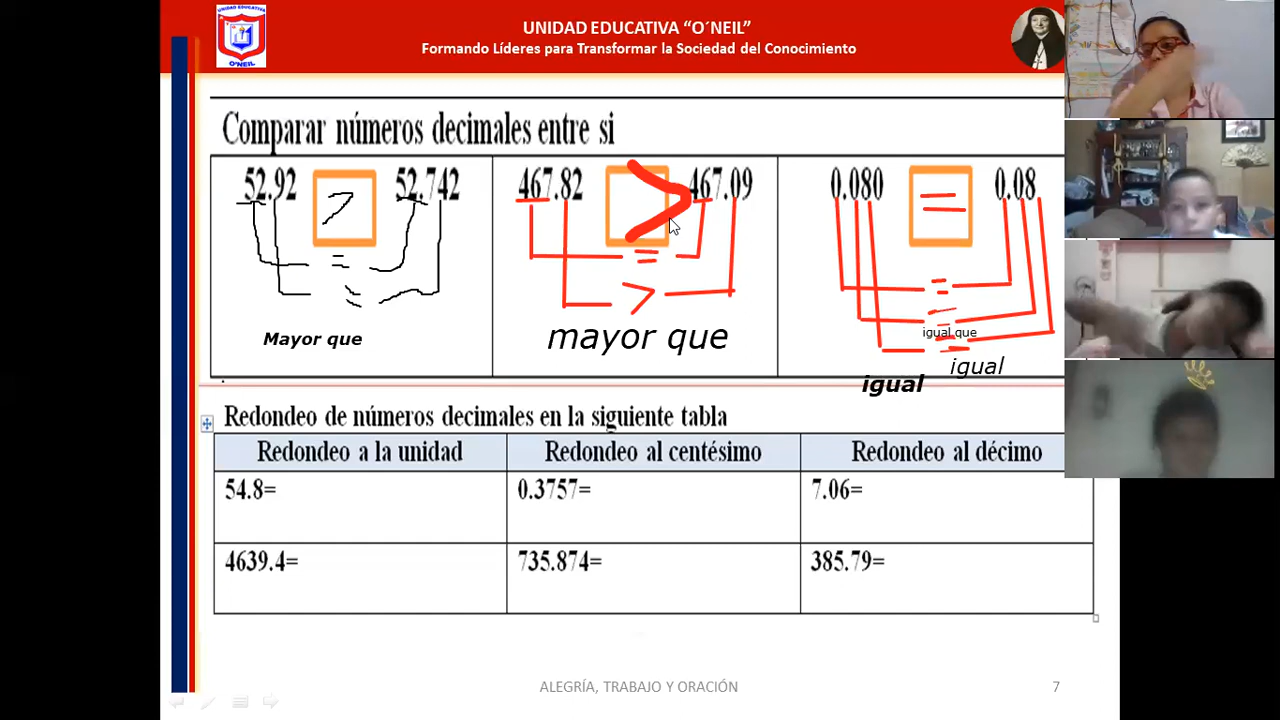 UNIDAD EDUCATIVA “O´NEIL”
Formando Líderes para Transformar la Sociedad del Conocimiento
UNIDAD EDUCATIVA
O'NEIL
Comparar números decimales entre si
52.92 > 52.742
467.82 > 467.09
0.080 = 0.08
=
=
=
>
>
=
=
Mayor que
mayor que
igual que
igual
igual
Redondeo de números decimales en la siguiente tabla
Redondeo a la unidad Redondeo al centésimo Redondeo al décimo
54.8= 0.3757= 7.06=
4639.4= 735.874= 385.79=
ALEGRÍA, TRABAJO Y ORACIÓN 7